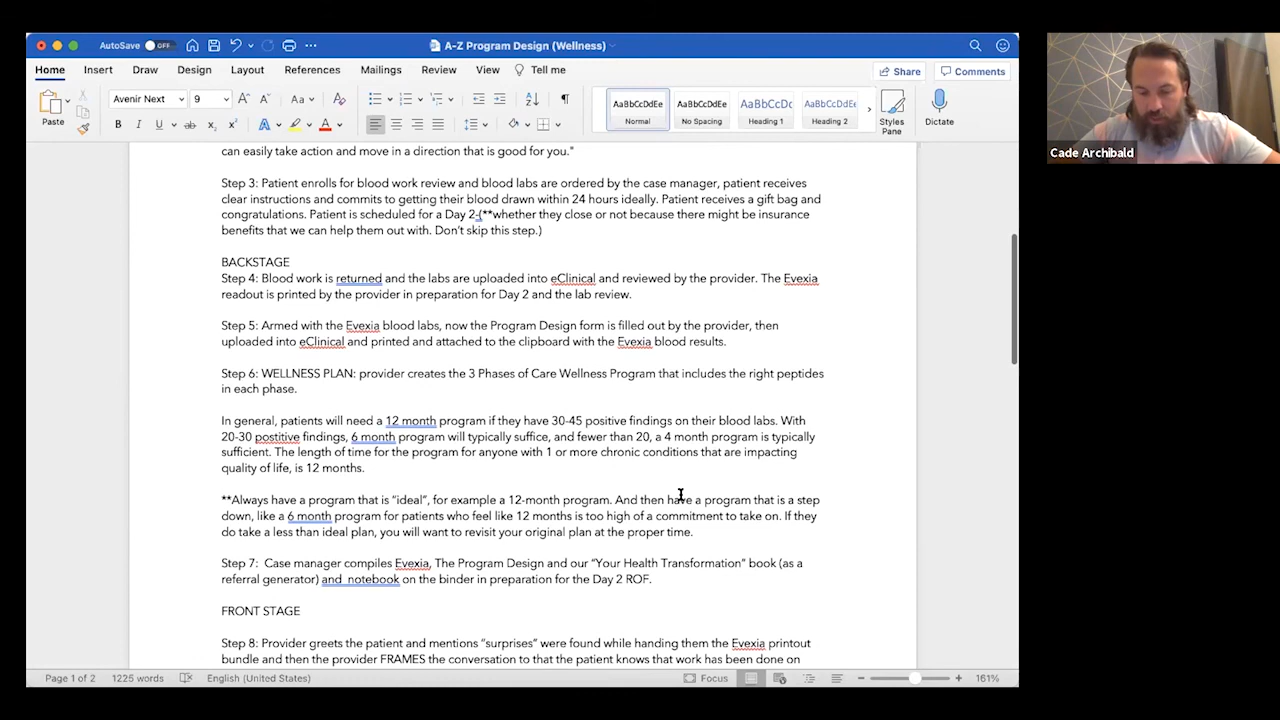 AutoSave OFF
A-Z Program Design (Wellness)
Home Insert Draw Design Layout References Mailings Review View Tell me
Share Comments
Paste
Avenir Next 9
AaBbCcDdEe AaBbCcDdEe AaBbCcDc AaBbCcDdEe
Normal No Spacing Heading 1 Heading 2
Styles Pane
Dictate
can easily take action and move in a direction that is good for you."
Step 3: Patient enrolls for blood work review and blood labs are ordered by the case manager, patient receives
clear instructions and commits to getting their blood drawn within 24 hours ideally. Patient receives a gift bag and
congratulations. Patient is scheduled for a Day 2-(**whether they close or not because there might be insurance
benefits that we can help them out with. Don't skip this step.)
BACKSTAGE
Step 4: Blood work is returned and the labs are uploaded into eClinical and reviewed by the provider. The Evexia
readout is printed by the provider in preparation for Day 2 and the lab review.
Step 5: Armed with the Evexia blood labs, now the Program Design form is filled out by the provider, then
uploaded into eClinical and printed and attached to the clipboard with the Evexia blood results.
Step 6: WELLNESS PLAN: provider creates the 3 Phases of Care Wellness Program that includes the right peptides
in each phase.
In general, patients will need a 12 month program if they have 30-45 positive findings on their blood labs. With
20-30 postitive findings, 6 month program will typically suffice, and fewer than 20, a 4 month program is typically
sufficient. The length of time for the program for anyone with 1 or more chronic conditions that are impacting
quality of life, is 12 months.
**Always have a program that is "ideal", for example a 12-month program. And then have a program that is a step
down, like a 6 month program for patients who feel like 12 months is too high of a commitment to take on. If they
do take a less than ideal plan, you will want to revisit your original plan at the proper time.
Step 7:  Case manager compiles Evexia, The Program Design and our "Your Health Transformation" book (as a
referral generator) and  notebook on the binder in preparation for the Day 2 ROF.
FRONT STAGE
Step 8: Provider greets the patient and mentions "surprises" were found while handing them the Evexia printout
bundle and then the provider FRAMES the conversation to that the patient knows that work has been done on
Page 1 of 2 1225 words English (United States) Focus 161%
Cade Archibald